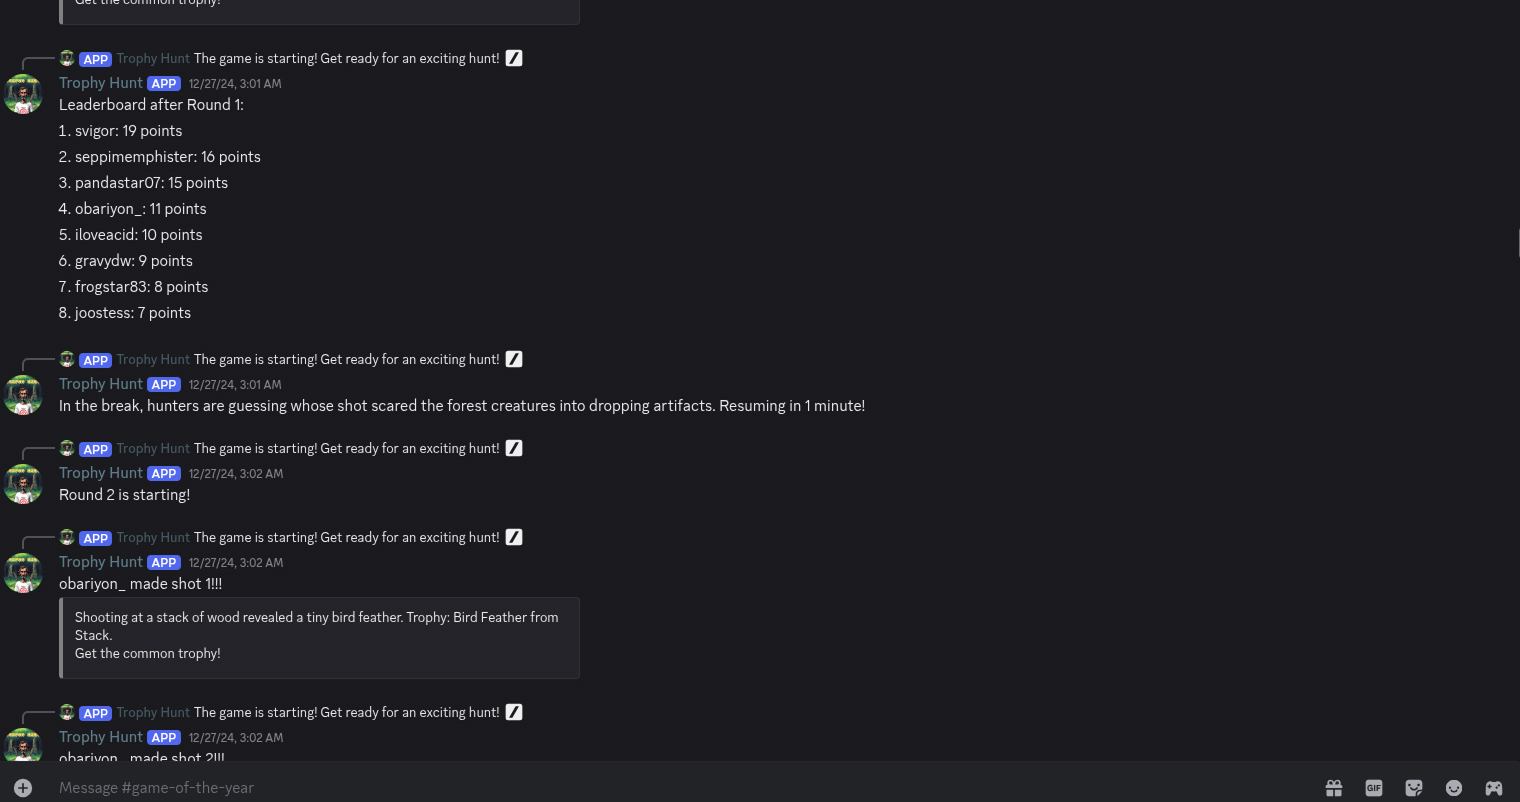 Get the common trophy!
APP Trophy Hunt The game is starting! Get ready for an exciting hunt!
Trophy Hunt APP 12/27/24, 3:01 AM
Leaderboard after Round 1:
1. svigor: 19 points
2. seppimemphister: 16 points
3. pandastar07: 15 points
4. obariyon_: 11 points
5. iloveacid: 10 points
6. gravydw: 9 points
7. frogstar83: 8 points
8. joostess: 7 points
APP Trophy Hunt The game is starting! Get ready for an exciting hunt!
Trophy Hunt APP 12/27/24, 3:01 AM
In the break, hunters are guessing whose shot scared the forest creatures into dropping artifacts. Resuming in 1 minute!
APP Trophy Hunt The game is starting! Get ready for an exciting hunt!
Trophy Hunt APP 12/27/24, 3:02 AM
Round 2 is starting!
APP Trophy Hunt The game is starting! Get ready for an exciting hunt!
Trophy Hunt APP 12/27/24, 3:02 AM
obariyon_ made shot 1!!!
Shooting at a stack of wood revealed a tiny bird feather. Trophy: Bird Feather from
Stack.
Get the common trophy!
APP Trophy Hunt The game is starting! Get ready for an exciting hunt!
Trophy Hunt APP 12/27/24, 3:02 AM
obariyon_ made shot 2!!!
Message #game-of-the-year
GIF